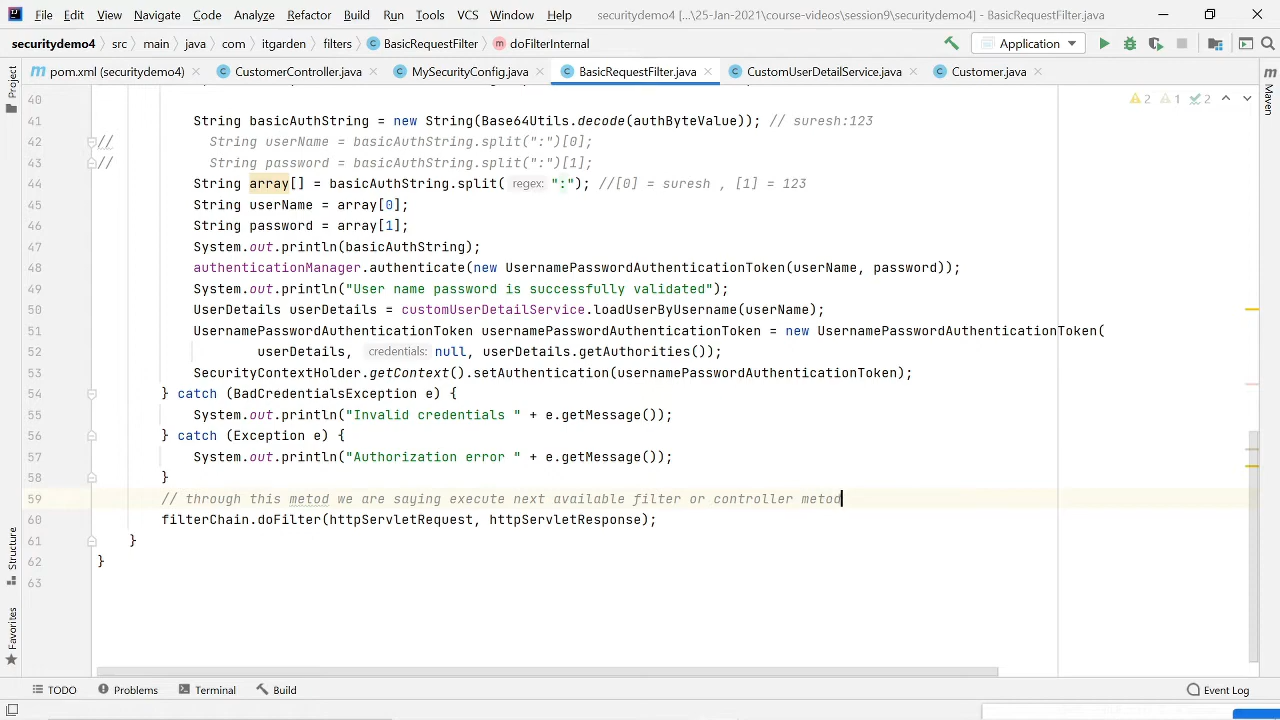 File Edit View Navigate Code Analyze Refactor Build Run Tools VCS Window Help securitydemo4 [...\25-Jan-2021\course-videos\session9\securitydemo4] - BasicRequestFilter.java
securitydemo4 src main java com itgarden filters BasicRequestFilter doFilterInternal Application
Project
pom.xml (securitydemo4) CustomerController.java MySecurityConfig.java BasicRequestFilter.java CustomUserDetailService.java Customer.java
Maven
2 1 2
40
41 String basicAuthString = new String(Base64Utils.decode(authByteValue)); // suresh:123
42 // String userName = basicAuthString.split(":")[0];
43 // String password = basicAuthString.split(":")[1];
44 String array[] = basicAuthString.split( regex: ":"); //[0] = suresh , [1] = 123
45 String userName = array[0];
46 String password = array[1];
47 System.out.println(basicAuthString);
48 authenticationManager.authenticate(new UsernamePasswordAuthenticationToken(userName, password));
49 System.out.println("User name password is successfully validated");
50 UserDetails userDetails = customUserDetailService.loadUserByUsername(userName);
51 UsernamePasswordAuthenticationToken usernamePasswordAuthenticationToken = new UsernamePasswordAuthenticationToken(
52 userDetails, credentials: null, userDetails.getAuthorities());
53 SecurityContextHolder.getContext().setAuthentication(usernamePasswordAuthenticationToken);
54 } catch (BadCredentialsException e) {
55 System.out.println("Invalid credentials " + e.getMessage());
56 } catch (Exception e) {
57 System.out.println("Authorization error " + e.getMessage());
58 }
59 // through this metod we are saying execute next available filter or controller metod
60 filterChain.doFilter(httpServletRequest, httpServletResponse);
61 }
62 }
63
Structure
Favorites
TODO Problems Terminal Build Event Log